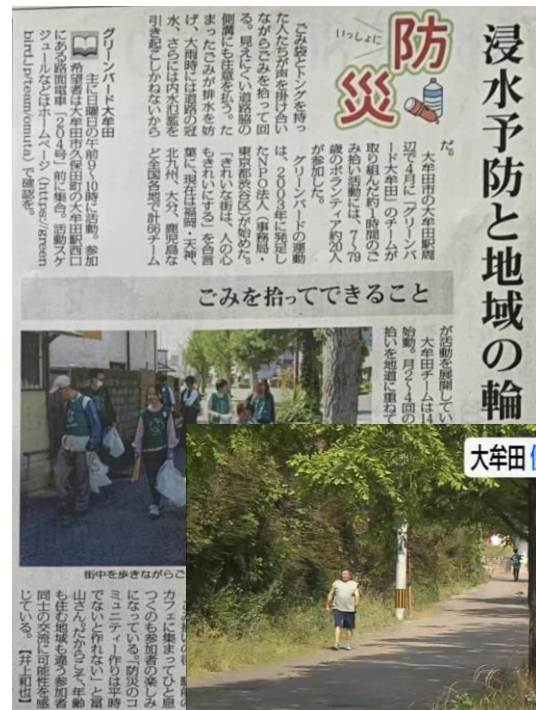 浸水予防と地域の輪
いっしょに
防災
ごみを拾ってできること
ごみ袋とトングを持っ
た人たちが声を掛け合い
ながらごみを拾って回
る。見えにくい道路脇の
側溝にも注意を払う。た
まったごみが排水を妨
げ、大雨時には道路の冠
水、さらには内水氾濫を
引き起こしかねないから
だ。
大牟田市の大牟田駅周
辺で4月に「グリーンバ
ード大牟田」のチームが
取り組んだ約1時間のご
み拾い活動には、7〜79
歳のボランティア約20人
が参加した。
グリーンバードの運動
は、2003年に発足し
たNPO法人(事務局・
東京都渋谷区)が始めた。
「きれいな街は、人の心
もきれいにする」を合言
葉に、現在は福岡・天神、
北九州、大分、鹿児島な
ど全国各地で計66チーム
が活動を展開してい
大牟田チームは14
始動。月2〜4回の
拾いを地道に重ねて
カフェに集まってひと息
つくのも参加者の楽しみ
になっている。「防災のコ
ミュニティー作りは平時
でないと作れない」と冨
山さん。だからこそ、年齢
も住む地域も違う参加者
同士の交流に可能性を感
じている。【井上和也】
グリーンバード大牟田
主に日曜日の午前9〜10時に活動。参加
希望者は大牟田市久保田町の大牟田駅西口
にある路面電車「204号」前に集合。活動スケ
ジュールなどはホームページ(https://green
bird.jp/team/omuta)で確認を。
街中を歩きながらご
大牟田